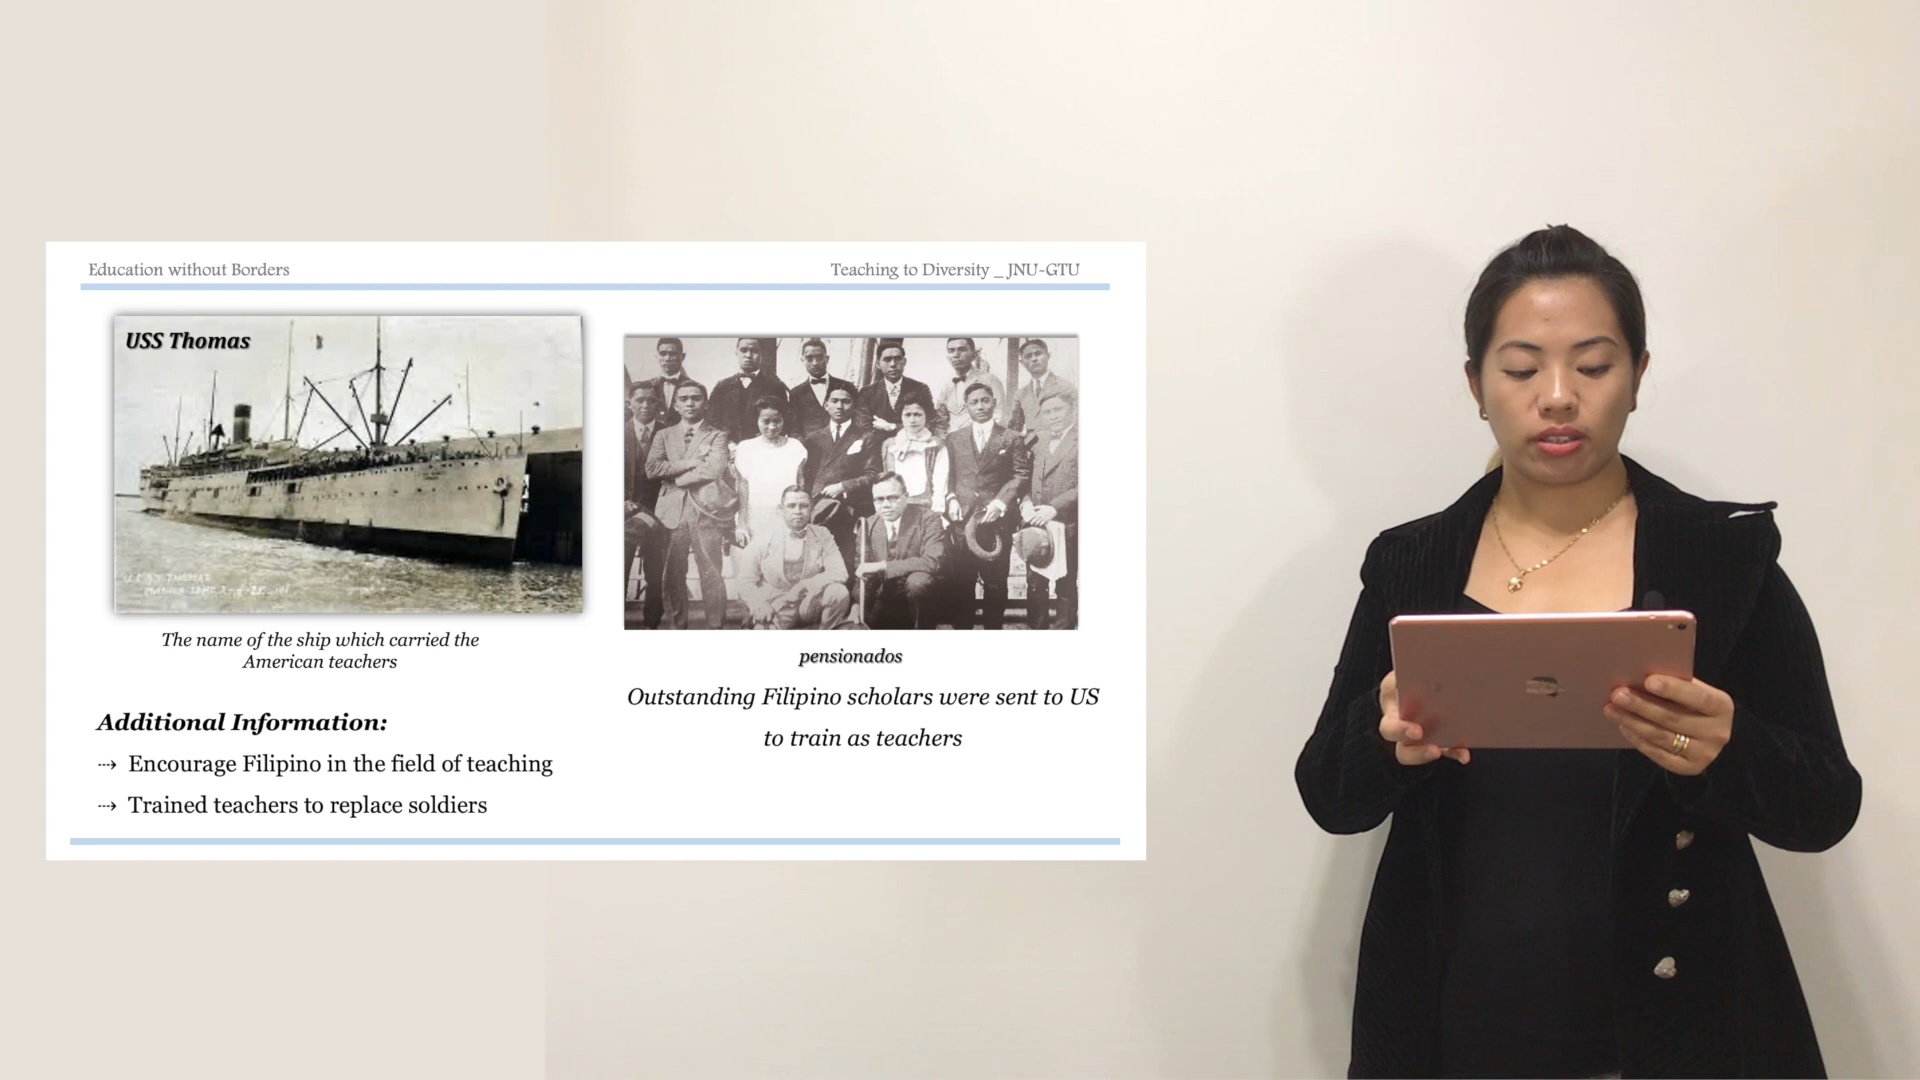 Education without Borders
Teaching to Diversity _ JNU-GTU
USS Thomas
The name of the ship which carried the
American teachers
Additional Information:
⇢ Encourage Filipino in the field of teaching
⇢ Trained teachers to replace soldiers
pensionados
Outstanding Filipino scholars were sent to US
to train as teachers